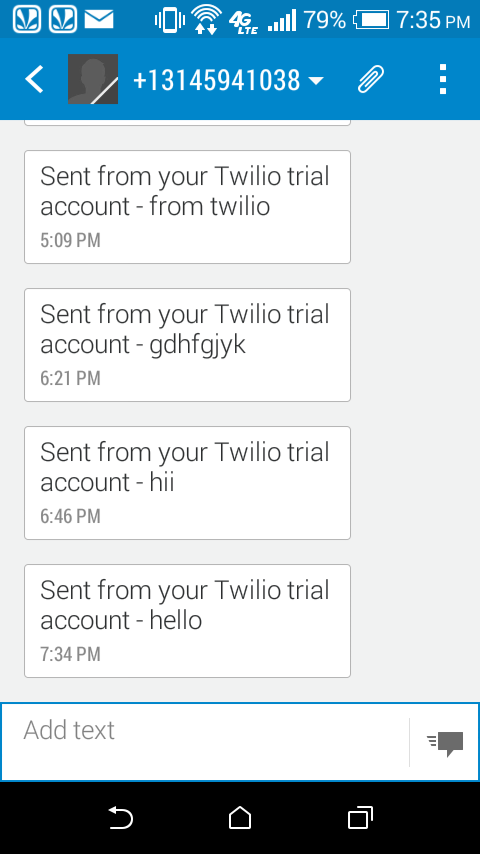 4G LTE 79% 7:35 PM
+13145941038
Sent from your Twilio trial
account - from twilio
5:09 PM
Sent from your Twilio trial
account - gdhfgjyk
6:21 PM
Sent from your Twilio trial
account - hii
6:46 PM
Sent from your Twilio trial
account - hello
7:34 PM
Add text